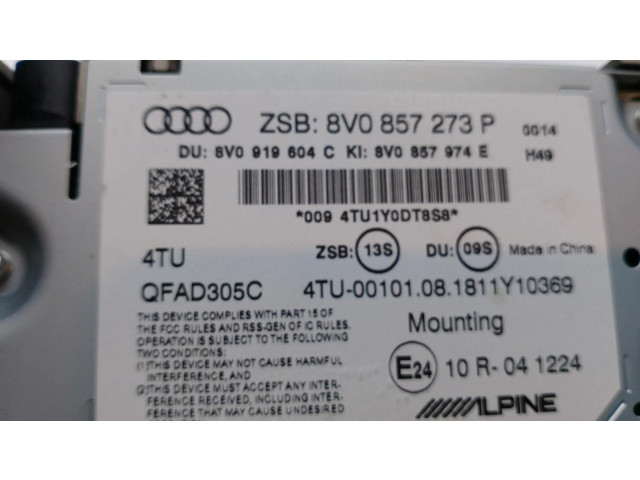 ZSB: 8V0 857 273 P 0014
DU: 8V0 919 604 C KI: 8V0 857 974 E H49
*009 4TU1Y0DT8S8*
4TU ZSB: 13S DU: 09S Made in China
QFAD305C 4TU-00101.08.1811Y10369
THIS DEVICE COMPLIES WITH PART 15 OF
THE FCC RULES AND RSS-GEN OF IC RULES.
OPERATION IS SUBJECT TO THE FOLLOWING
TWO CONDITIONS:
(1)THIS DEVICE MAY NOT CAUSE HARMFUL
INTERFERENCE, AND
(2)THIS DEVICE MUST ACCEPT ANY INTER-
FERENCE RECEIVED, INCLUDING INTER-
FERENCE THAT MAY CAUSE UNDESIRED
Mounting
E24 10 R-04 1224
ALPINE